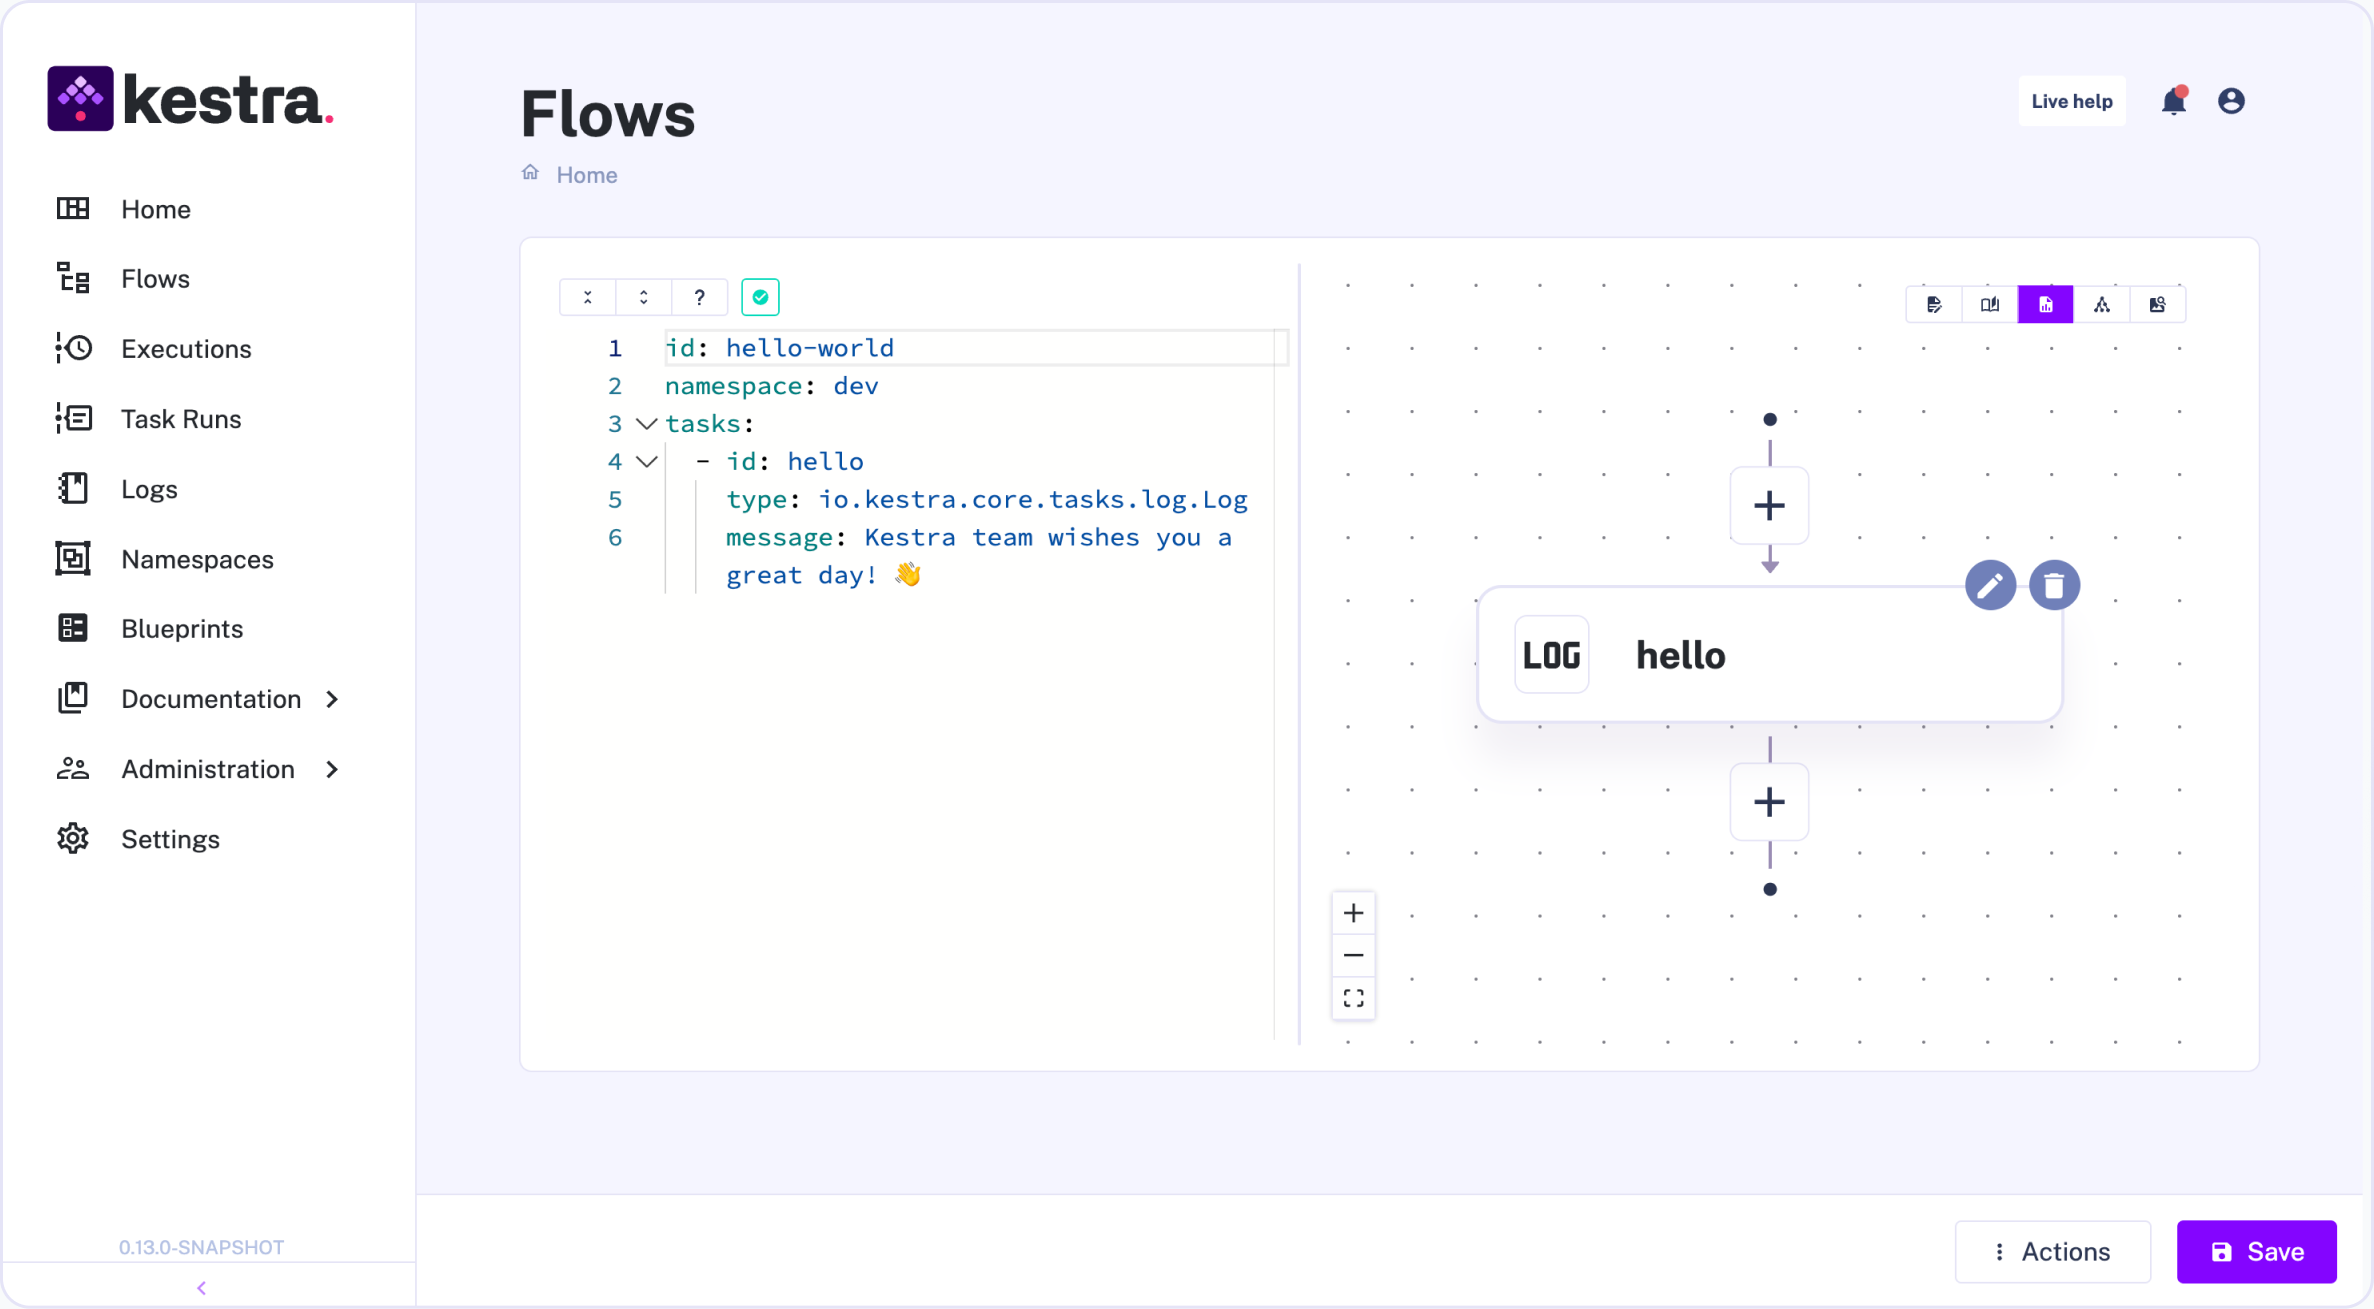 kestra.
Home
Flows
Executions
Task Runs
Logs
Namespaces
Blueprints
Documentation
Administration
Settings
0.13.0-SNAPSHOT
Flows
Home
Live help
?
1 id: hello-world
2 namespace: dev
3 tasks:
4 - id: hello
5 type: io.kestra.core.tasks.log.Log
6 message: Kestra team wishes you a
great day! 👋
LOG hello
Actions
Save